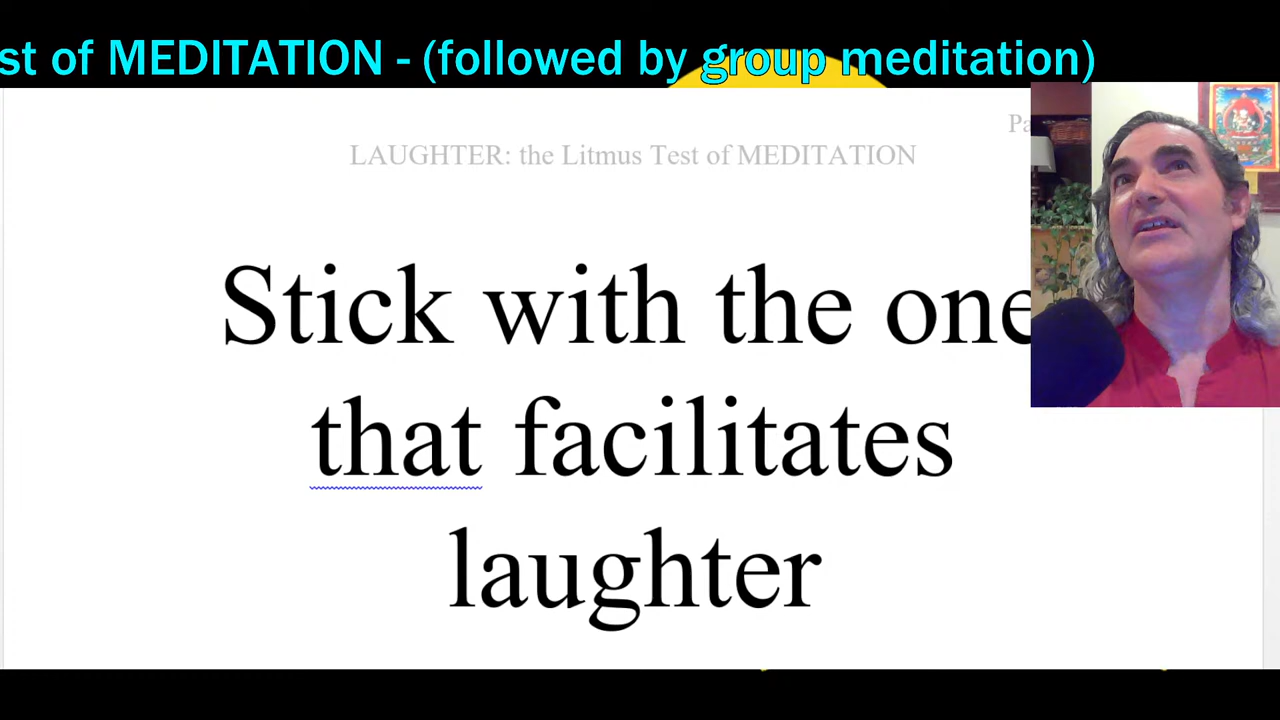 st of MEDITATION - (followed by group meditation)
Pa
LAUGHTER: the Litmus Test of MEDITATION
Stick with the one
that facilitates
laughter